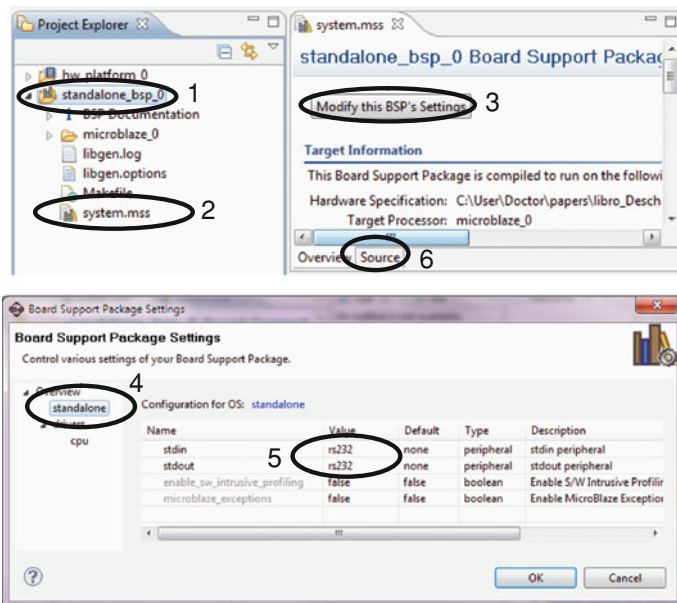 Project Explorer
hw_platform_0
standalone_bsp_0
1
BSP Documentation
microblaze_0
libgen.log
libgen.options
Makefile
system.mss
2
system.mss
standalone_bsp_0 Board Support Packag
Modify this BSP's Settings
3
Target Information
This Board Support Package is compiled to run on the followi
Hardware Specification: C:\User\Doctor\papers\libro_Desch
Target Processor: microblaze_0
Overview Source
6
Board Support Package Settings
Board Support Package Settings
Control various settings of your Board Support Package.
4
Overview
standalone
drivers
cpu
Configuration for OS: standalone
Name Value Default Type Description
stdin rs232 none peripheral stdin peripheral
5
stdout rs232 none peripheral stdout peripheral
enable_sw_intrusive_profiling false false boolean Enable S/W Intrusive Profilin
microblaze_exceptions false false boolean Enable MicroBlaze Exception
OK Cancel